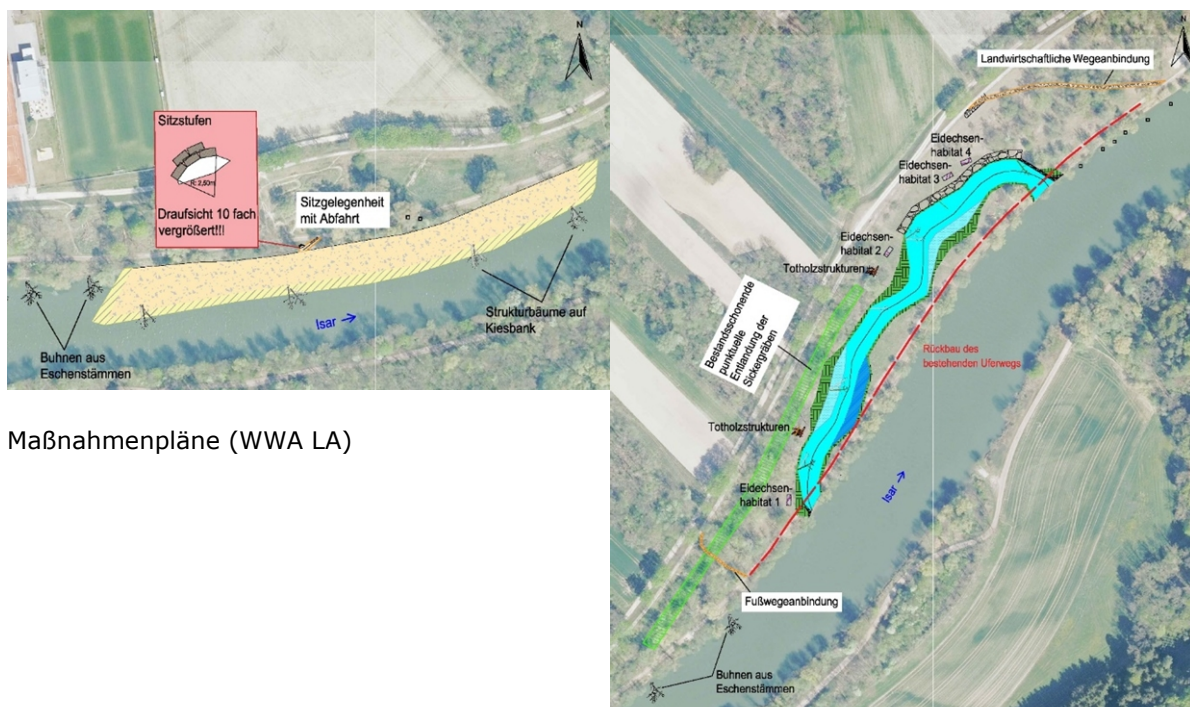 N
Sitzstufen
R: 2,50m
Draufsicht 10 fach
vergrößert!!!
Sitzgelegenheit
mit Abfahrt
Strukturbäume auf
Kiesbank
Isar
Buhnen aus
Eschenstämmen
Maßnahmenpläne (WWA LA)
N
Landwirtschaftliche Wegeanbindung
Eidechsen-
habitat 4
Eidechsen-
habitat 3
Eidechsen-
habitat 2
Totholzstrukturen
Bestandsschonende
punktuelle
Entlandung der
Sickergräben
Rückbau des
bestehenden Uferwegs
Totholzstrukturen
Eidechsen-
habitat 1
Isar
Fußwegeanbindung
Buhnen aus
Eschenstämmen